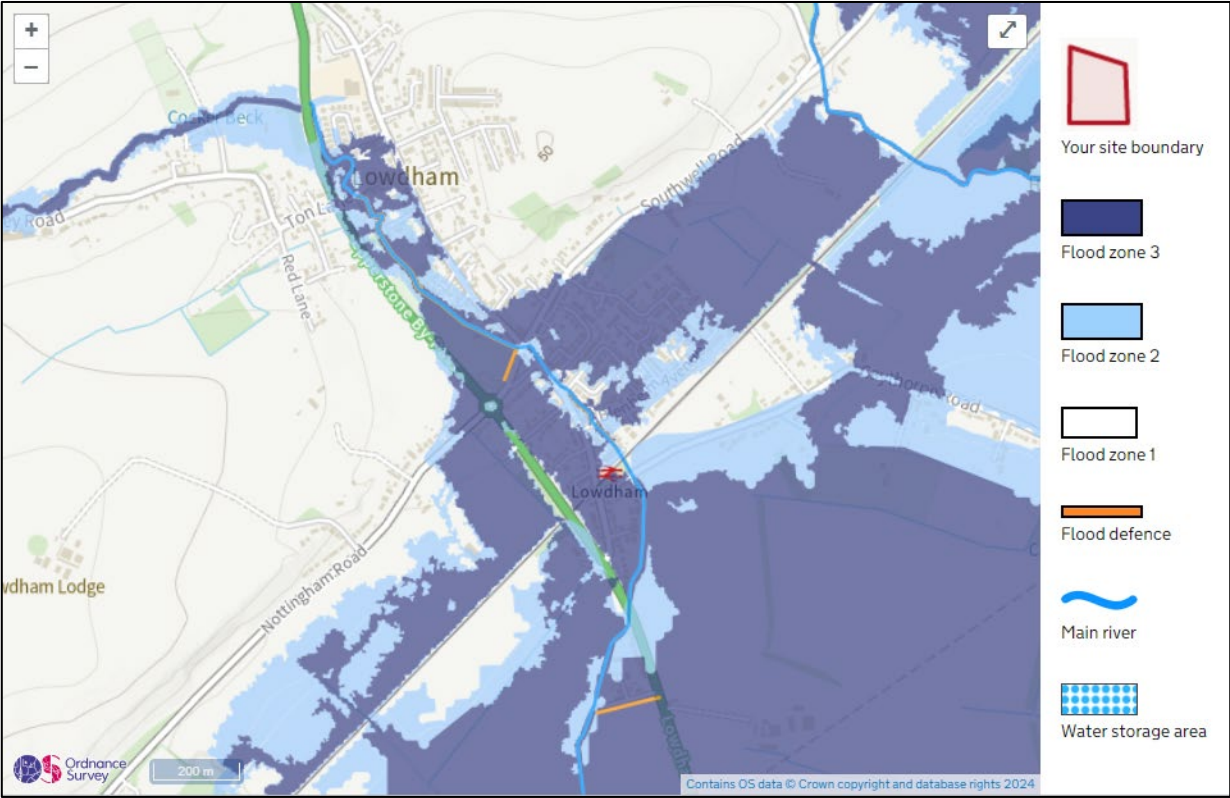 +
−
Cocker Beck
Lowdham
50
Southwell Road
Road
Ton La
Red Lane
Lowdham
Road
Nottingham Road
dham Lodge
Ordnance
Survey
200 m
Contains OS data © Crown copyright and database rights 2024
Your site boundary
Flood zone 3
Flood zone 2
Flood zone 1
Flood defence
Main river
Water storage area